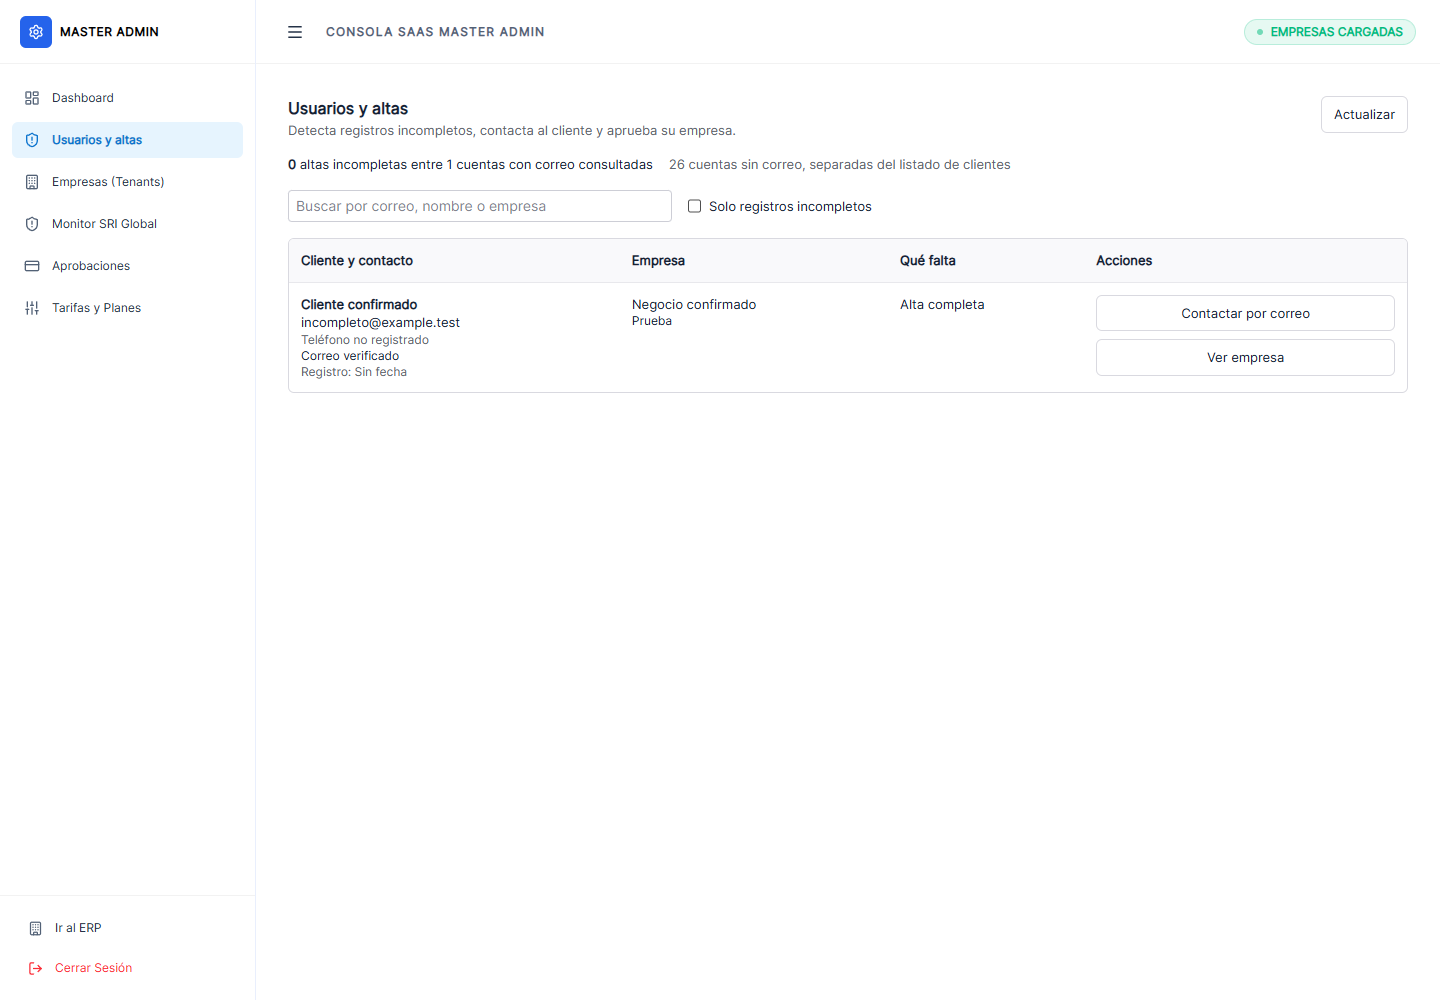 MASTER ADMIN
CONSOLA SAAS MASTER ADMIN
EMPRESAS CARGADAS
Dashboard
Usuarios y altas
Empresas (Tenants)
Monitor SRI Global
Aprobaciones
Tarifas y Planes
Ir al ERP
Cerrar Sesión
Usuarios y altas
Detecta registros incompletos, contacta al cliente y aprueba su empresa.
Actualizar
0 altas incompletas entre 1 cuentas con correo consultadas 26 cuentas sin correo, separadas del listado de clientes
Buscar por correo, nombre o empresa
Solo registros incompletos
Cliente y contacto Empresa Qué falta Acciones
Cliente confirmado
incompleto@example.test
Teléfono no registrado
Correo verificado
Registro: Sin fecha
Negocio confirmado
Prueba
Alta completa
Contactar por correo
Ver empresa